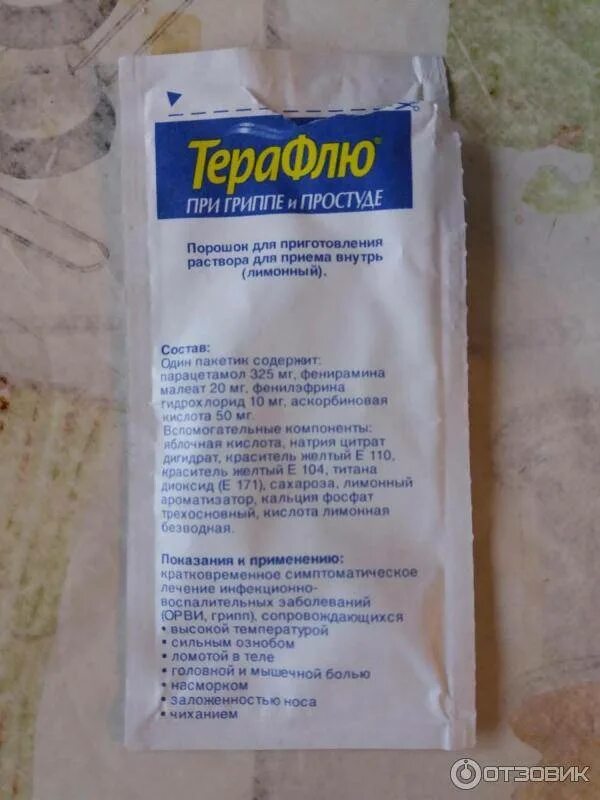 ТераФлю®
ПРИ ГРИППЕ и ПРОСТУДЕ
Порошок для приготовления
раствора для приема внутрь
(лимонный).
Состав:
Один пакетик содержит:
парацетамол 325 мг, фенирамина
малеат 20 мг, фенилэфрина
гидрохлорид 10 мг, аскорбиновая
кислота 50 мг.
Вспомогательные компоненты:
яблочная кислота, натрия цитрат
дигидрат, краситель желтый Е 110,
краситель желтый Е 104, титана
диоксид (Е 171), сахароза, лимонный
ароматизатор, кальция фосфат
трехосновный, кислота лимонная
безводная.
Показания к применению:
кратковременное симптоматическое
лечение инфекционно-
воспалительных заболеваний
(ОРВИ, грипп), сопровождающихся
• высокой температурой
• сильным ознобом
• ломотой в теле
• головной и мышечной болью
• насморком
• заложенностью носа
• чиханием
ОТЗОВИК